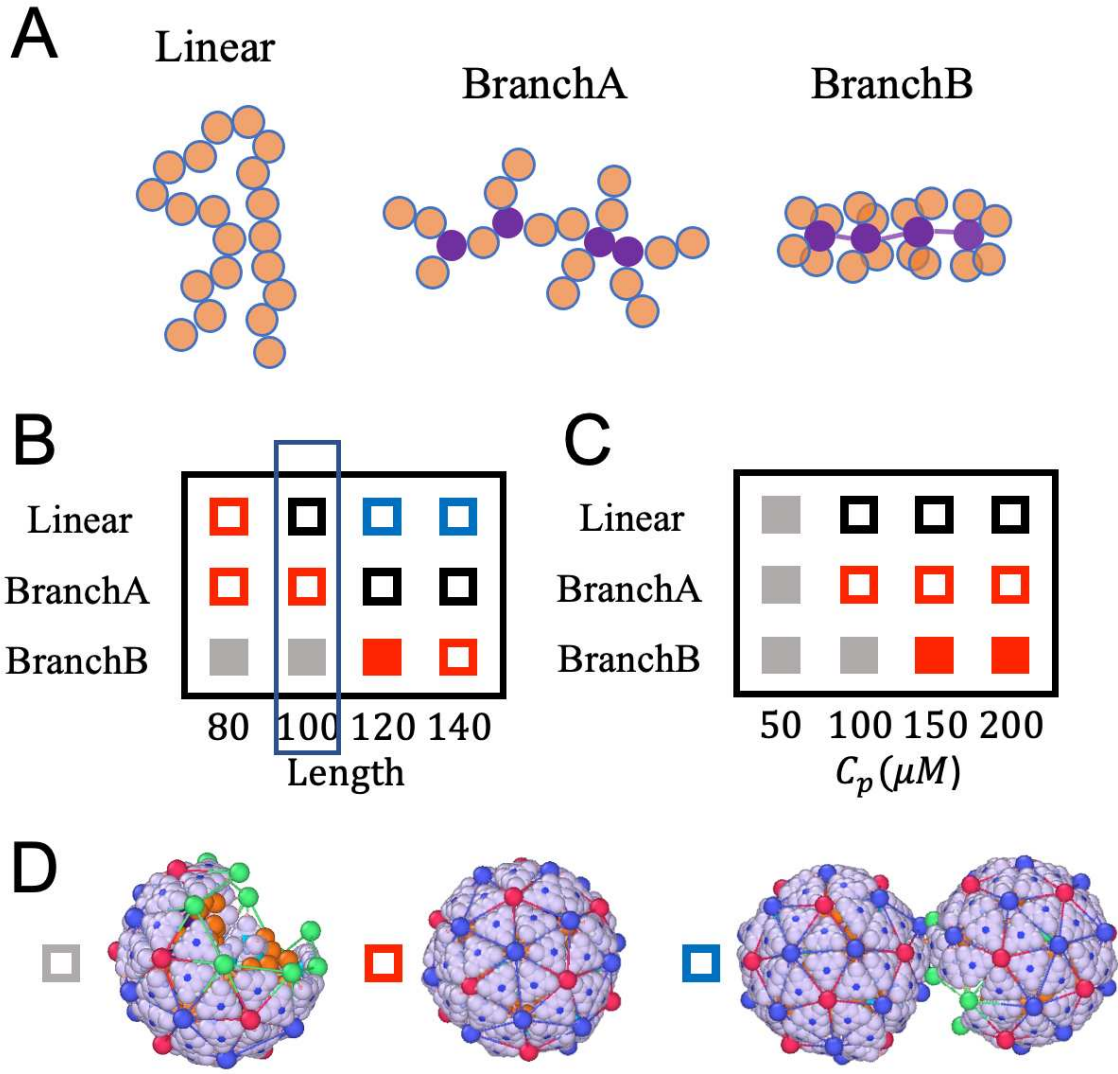 A
Linear
BranchA
BranchB
B
Linear
BranchA
BranchB
80 100 120 140
Length
C
Linear
BranchA
BranchB
50 100 150 200
C_p (μM)
D